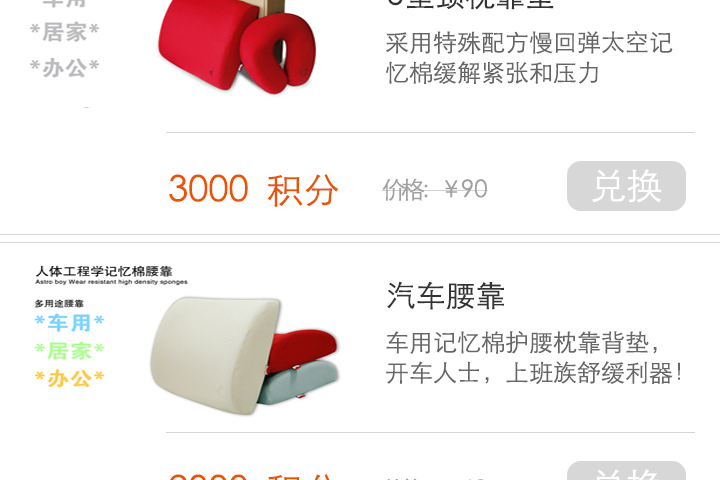 *居家*
*办公*
采用特殊配方慢回弹太空记
忆棉缓解紧张和压力
3000 积分 价格: ¥90 兑换
人体工程学记忆棉腰靠
Astro boy Wear resistant high density sponges
多用途腰靠
*车用*
*居家*
*办公*
汽车腰靠
车用记忆棉护腰枕靠背垫，
开车人士，上班族舒缓利器！